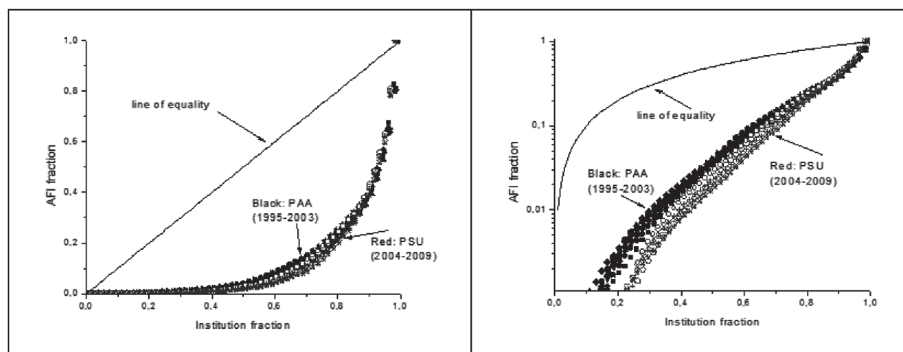 1,0
0,8
0,6
0,4
0,2
0,0
AFI fraction
line of equality
Black: PAA
(1995-2003)
Red: PSU
(2004-2009)
0,0 0,2 0,4 0,6 0,8 1,0
Institution fraction
1
0,1
0,01
AFI fraction
line of equality
Black: PAA
(1995-2003)
Red: PSU
(2004-2009)
0,0 0,2 0,4 0,6 0,8 1,0
Institution fraction